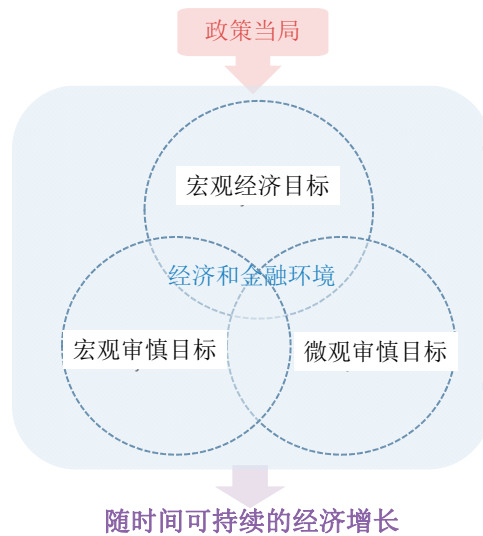 政策当局
宏观经济目标
经济和金融环境
宏观审慎目标
微观审慎目标
随时间可持续的经济增长